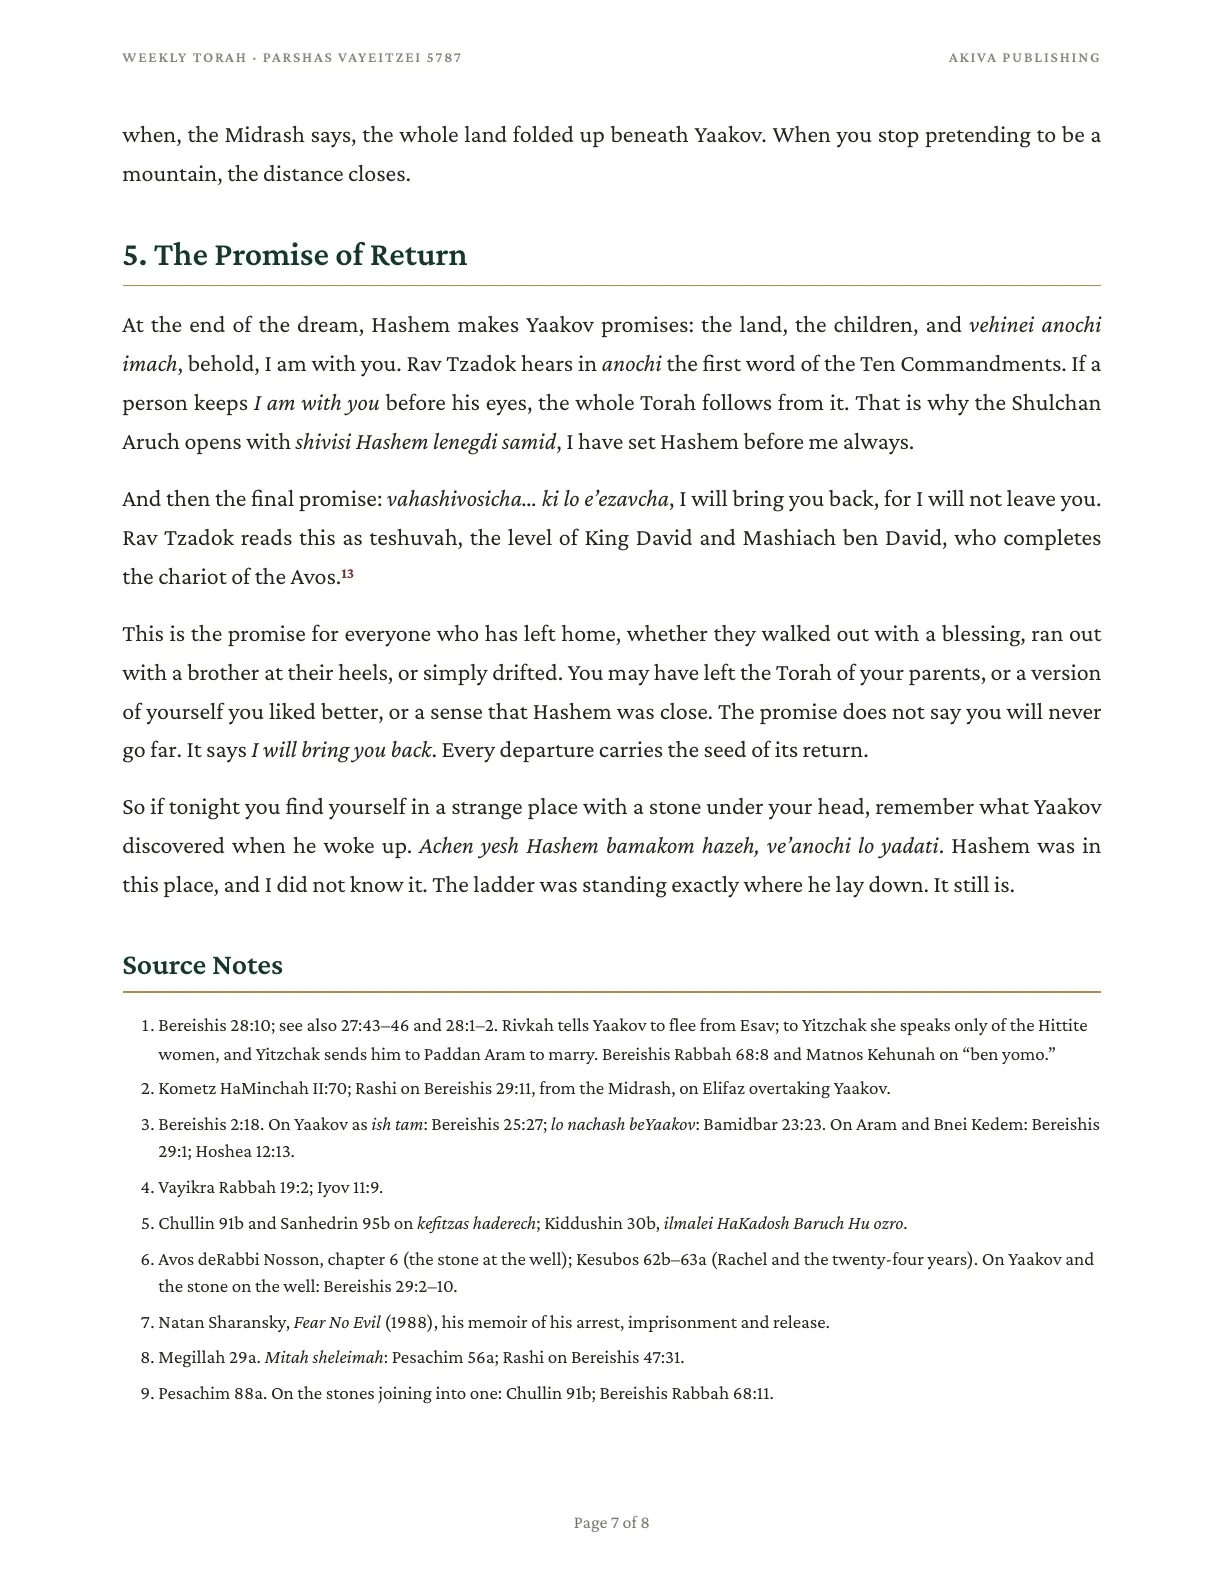 WEEKLY TORAH · PARSHAS VAYEITZEI 5787
AKIVA PUBLISHING
when, the Midrash says, the whole land folded up beneath Yaakov. When you stop pretending to be a
mountain, the distance closes.
5. The Promise of Return
At the end of the dream, Hashem makes Yaakov promises: the land, the children, and vehinei anochi
imach, behold, I am with you. Rav Tzadok hears in anochi the first word of the Ten Commandments. If a
person keeps I am with you before his eyes, the whole Torah follows from it. That is why the Shulchan
Aruch opens with shivisi Hashem lenegdi samid, I have set Hashem before me always.
And then the final promise: vahashivosicha… ki lo e’ezavcha, I will bring you back, for I will not leave you.
Rav Tzadok reads this as teshuvah, the level of King David and Mashiach ben David, who completes
the chariot of the Avos.13
This is the promise for everyone who has left home, whether they walked out with a blessing, ran out
with a brother at their heels, or simply drifted. You may have left the Torah of your parents, or a version
of yourself you liked better, or a sense that Hashem was close. The promise does not say you will never
go far. It says I will bring you back. Every departure carries the seed of its return.
So if tonight you find yourself in a strange place with a stone under your head, remember what Yaakov
discovered when he woke up. Achen yesh Hashem bamakom hazeh, ve’anochi lo yadati. Hashem was in
this place, and I did not know it. The ladder was standing exactly where he lay down. It still is.
Source Notes
1. Bereishis 28:10; see also 27:43–46 and 28:1–2. Rivkah tells Yaakov to flee from Esav; to Yitzchak she speaks only of the Hittite
women, and Yitzchak sends him to Paddan Aram to marry. Bereishis Rabbah 68:8 and Matnos Kehunah on “ben yomo.”
2. Kometz HaMinchah II:70; Rashi on Bereishis 29:11, from the Midrash, on Elifaz overtaking Yaakov.
3. Bereishis 2:18. On Yaakov as ish tam: Bereishis 25:27; lo nachash beYaakov: Bamidbar 23:23. On Aram and Bnei Kedem: Bereishis
29:1; Hoshea 12:13.
4. Vayikra Rabbah 19:2; Iyov 11:9.
5. Chullin 91b and Sanhedrin 95b on kefitzas haderech; Kiddushin 30b, ilmalei HaKadosh Baruch Hu ozro.
6. Avos deRabbi Nosson, chapter 6 (the stone at the well); Kesubos 62b–63a (Rachel and the twenty-four years). On Yaakov and
the stone on the well: Bereishis 29:2–10.
7. Natan Sharansky, Fear No Evil (1988), his memoir of his arrest, imprisonment and release.
8. Megillah 29a. Mitah sheleimah: Pesachim 56a; Rashi on Bereishis 47:31.
9. Pesachim 88a. On the stones joining into one: Chullin 91b; Bereishis Rabbah 68:11.
Page 7 of 8